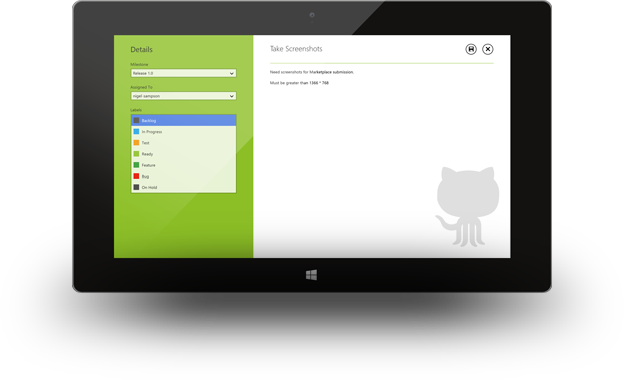 Details
Milestone
Release 1.0
Assigned To
logan-sampson
Labels
Backlog
In Progress
Test
Ready
Feature
Bug
On Hold
Take Screenshots
Need screenshots for Marketplace submission.
Must be greater than 1366 * 768